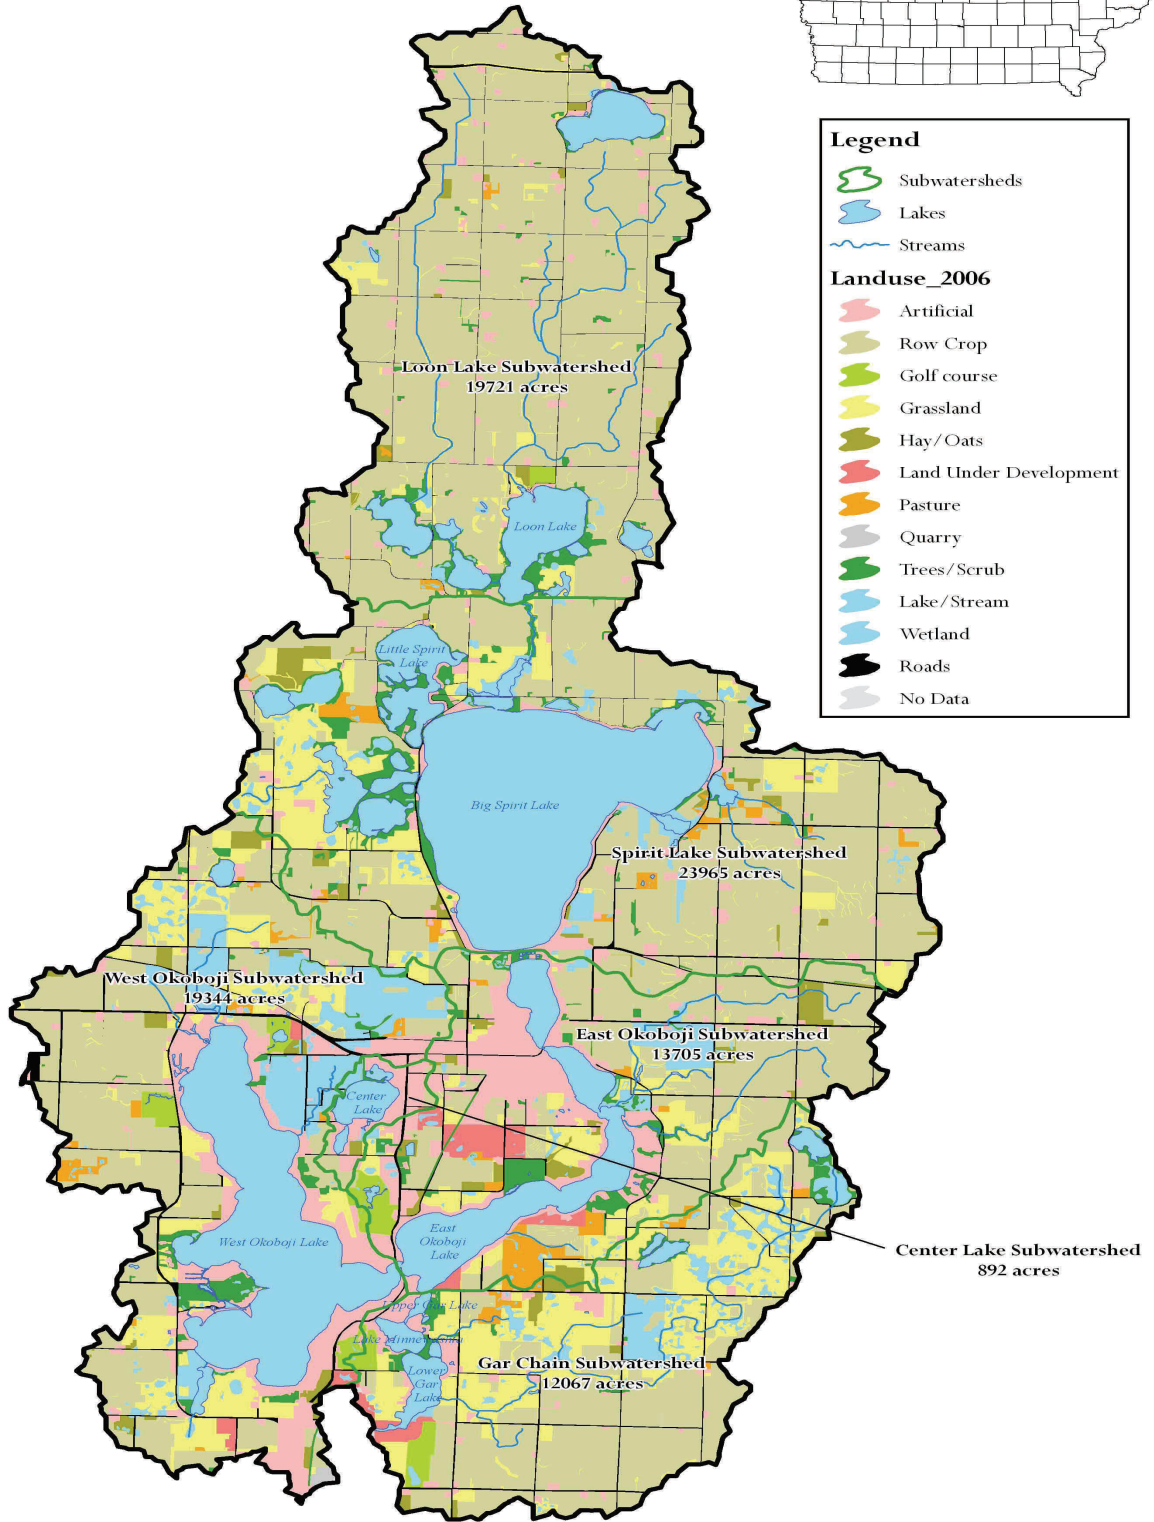 Legend
Subwatersheds
Lakes
Streams
Landuse_2006
Artificial
Row Crop
Golf course
Grassland
Hay/Oats
Land Under Development
Pasture
Quarry
Trees/Scrub
Lake/Stream
Wetland
Roads
No Data
Loon Lake Subwatershed
19721 acres
Loon Lake
Little Spirit
Lake
Big Spirit Lake
Spirit Lake Subwatershed
23965 acres
West Okoboji Subwatershed
19344 acres
East Okoboji Subwatershed
13705 acres
Center
Lake
West Okoboji Lake
East
Okoboji
Lake
Center Lake Subwatershed
892 acres
Upper Gar Lake
Lake Minnewashta
Lower
Gar
Lake
Gar Chain Subwatershed
12067 acres